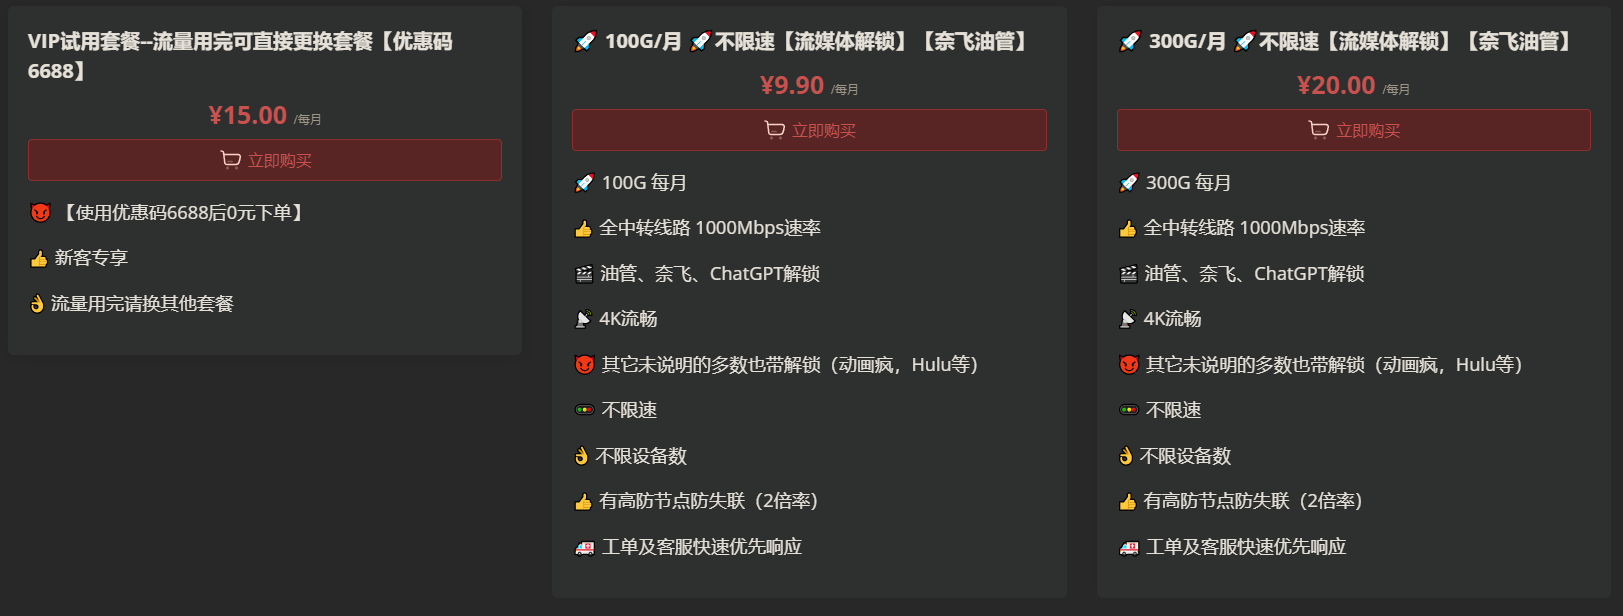 VIP试用套餐--流量用完可直接更换套餐【优惠码
6688】
¥15.00 /每月
立即购买
😈 【使用优惠码6688后0元下单】
👍 新客专享
👌 流量用完请换其他套餐
🚀 100G/月 🚀不限速【流媒体解锁】【奈飞油管】
¥9.90 /每月
立即购买
🚀 100G 每月
👍 全中转线路 1000Mbps速率
🎬 油管、奈飞、ChatGPT解锁
📡 4K流畅
😈 其它未说明的多数也带解锁（动画疯，Hulu等）
🚥 不限速
👌 不限设备数
👍 有高防节点防失联（2倍率）
🚑 工单及客服快速优先响应
🚀 300G/月 🚀不限速【流媒体解锁】【奈飞油管】
¥20.00 /每月
立即购买
🚀 300G 每月
👍 全中转线路 1000Mbps速率
🎬 油管、奈飞、ChatGPT解锁
📡 4K流畅
😈 其它未说明的多数也带解锁（动画疯，Hulu等）
🚥 不限速
👌 不限设备数
👍 有高防节点防失联（2倍率）
🚑 工单及客服快速优先响应